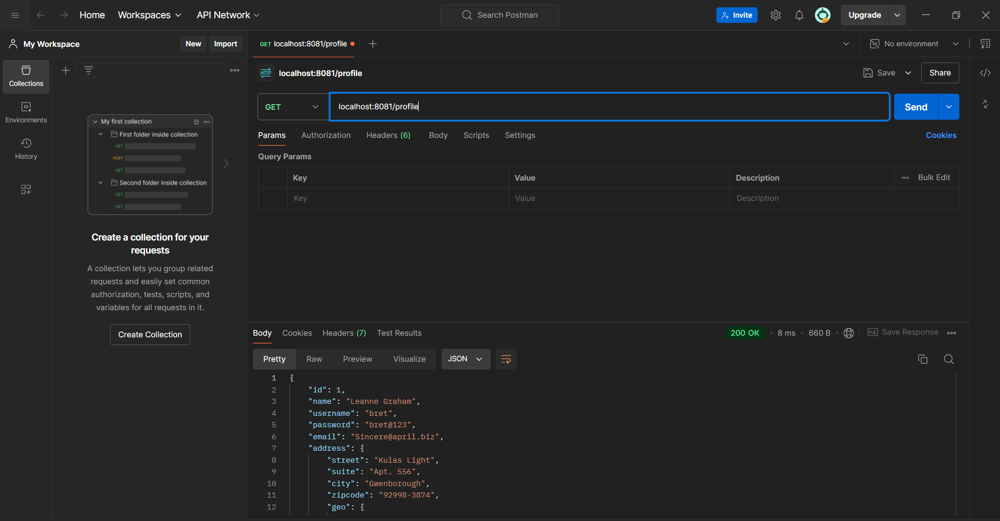 Home Workspaces API Network Search Postman Invite Upgrade
My Workspace New Import GET localhost:8081/profile No environment
Collections
Environments
History
My first collection
First folder inside collection
GET
POST
GET
Second folder inside collection
GET
GET
Create a collection for your
requests
A collection lets you group related
requests and easily set common
authorization, tests, scripts, and
variables for all requests in it.
Create Collection
HTTP localhost:8081/profile Save Share
GET localhost:8081/profile Send
Params Authorization Headers (6) Body Scripts Settings Cookies
Query Params
Key Value Description Bulk Edit
Key Value Description
Body Cookies Headers (7) Test Results 200 OK 8 ms 660 B e.g. Save Response
Pretty Raw Preview Visualize JSON
1 {
2 "id": 1,
3 "name": "Leanne Graham",
4 "username": "bret",
5 "password": "bret@123",
6 "email": "Sincere@april.biz",
7 "address": {
8 "street": "Kulas Light",
9 "suite": "Apt. 556",
10 "city": "Gwenborough",
11 "zipcode": "92998-3874",
12 "geo": {